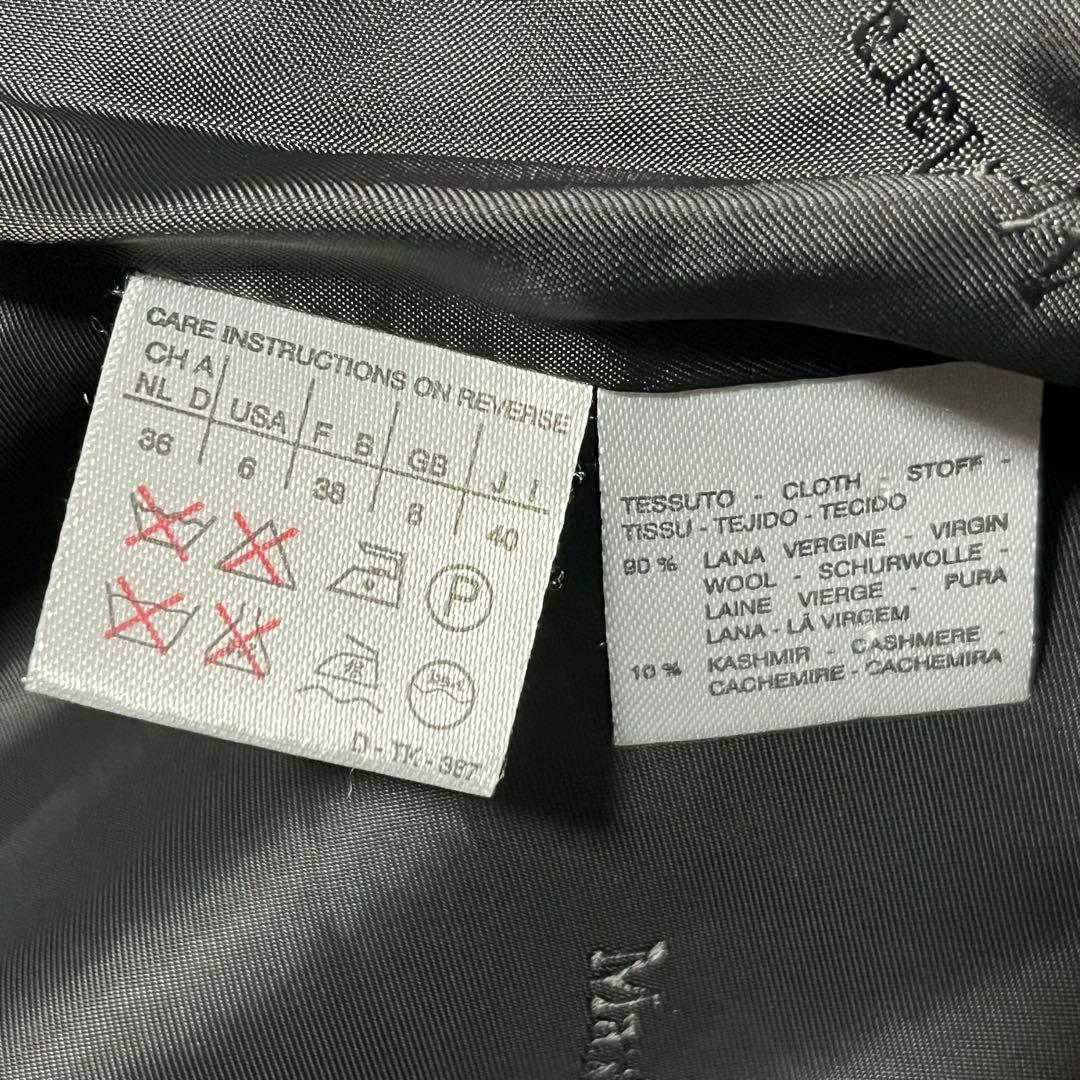 CARE INSTRUCTIONS ON REVERSE
CH A
NL D USA F B GB J I
36 6 38 8 40
P
D - TK - 387
TESSUTO - CLOTH - STOFF -
TISSU - TEJIDO - TECIDO
90 % LANA VERGINE - VIRGIN
WOOL - SCHURWOLLE -
LAINE VIERGE - PURA
LANA - LÃ VIRGEM
10 % KASHMIR - CASHMERE -
CACHEMIRE - CACHEMIRA